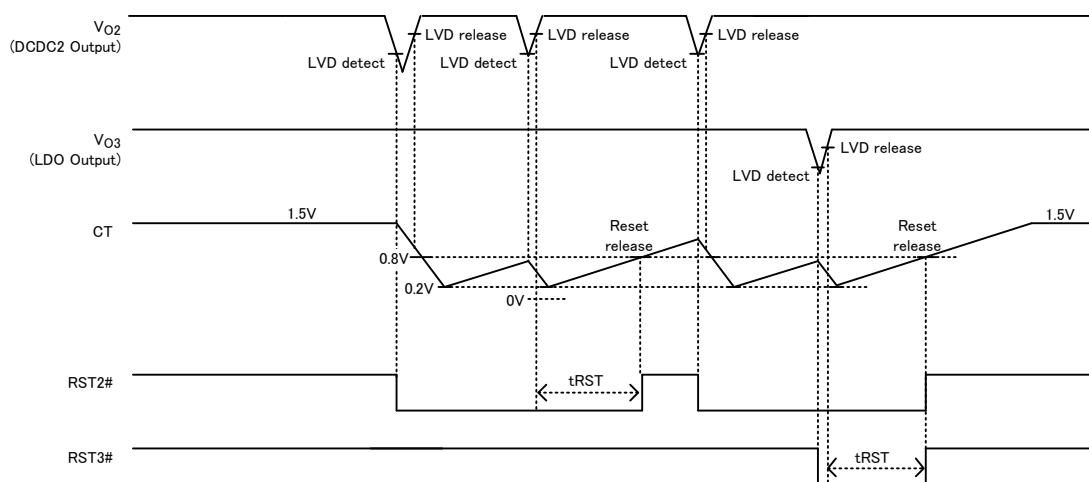 VO2
(DCDC2 Output)
LVD release
LVD release
LVD release
LVD detect
LVD detect
LVD detect
VO3
(LDO Output)
LVD release
LVD detect
CT
1.5V
Reset
release
Reset
release
1.5V
0.8V
0.2V
0V
RST2#
tRST
RST3#
tRST